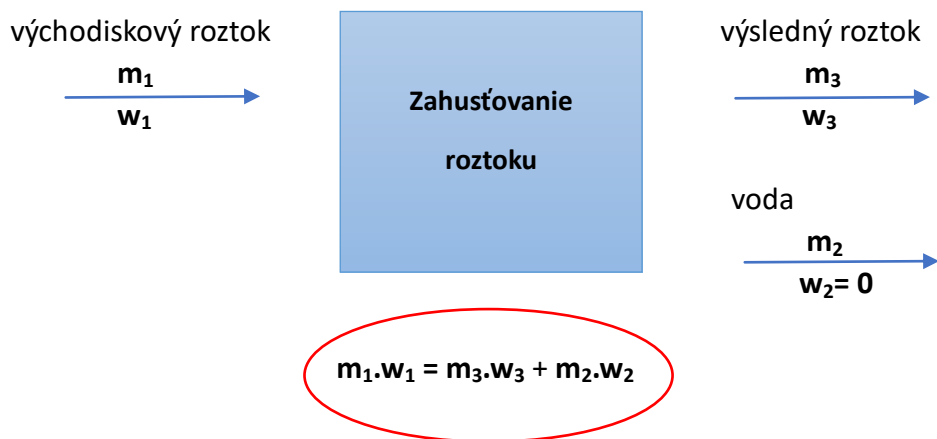 východiskový roztok
m₁
w₁
Zahusťovanie
roztoku
výsledný roztok
m₃
w₃
voda
m₂
w₂= 0
m₁.w₁ = m₃.w₃ + m₂.w₂